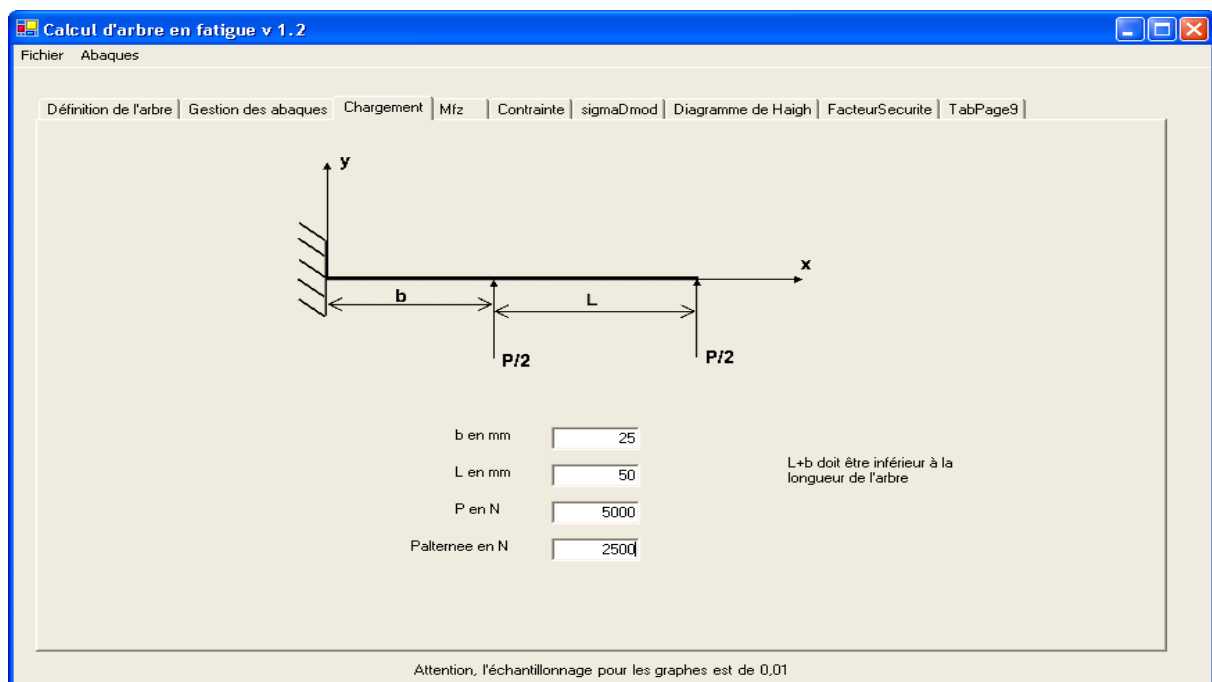 Calcul d'arbre en fatigue v 1.2
Fichier Abaques
Définition de l'arbre Gestion des abaques Chargement Mfz Contrainte sigmaDmod Diagramme de Haigh FacteurSecurite TabPage9
y
x
b L
P/2 P/2
b en mm 25
L en mm 50
L+b doit être inférieur à la
longueur de l'arbre
P en N 5000
Palternee en N 2500
Attention, l'échantillonnage pour les graphes est de 0,01